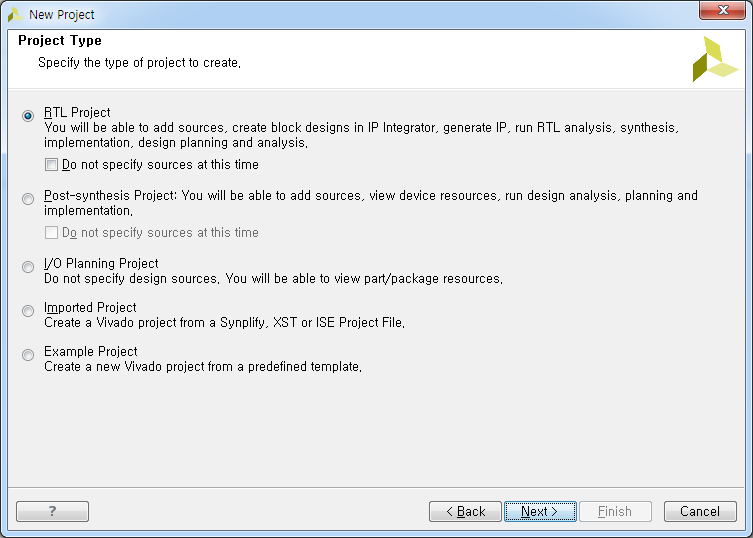 New Project
Project Type
Specify the type of project to create.
RTL Project
You will be able to add sources, create block designs in IP Integrator, generate IP, run RTL analysis, synthesis,
implementation, design planning and analysis.
Do not specify sources at this time
Post-synthesis Project: You will be able to add sources, view device resources, run design analysis, planning and
implementation.
Do not specify sources at this time
I/O Planning Project
Do not specify design sources. You will be able to view part/package resources.
Imported Project
Create a Vivado project from a Synplify, XST or ISE Project File.
Example Project
Create a new Vivado project from a predefined template.
? < Back Next > Finish Cancel